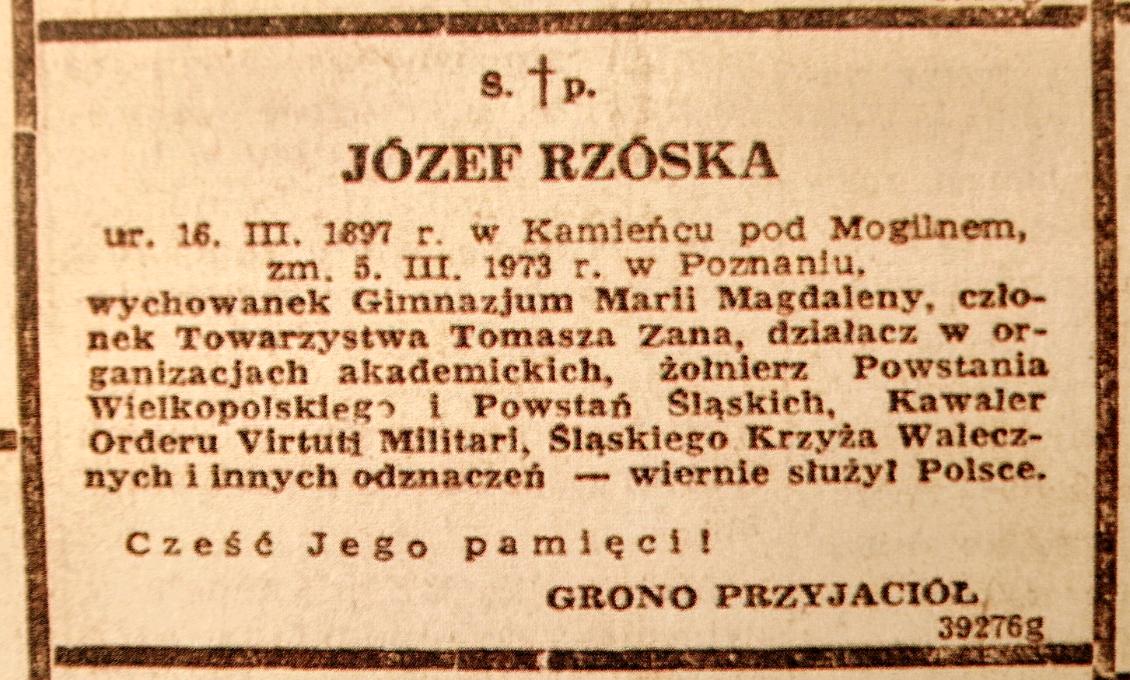 ś. † p.
JÓZEF RZÓSKA
ur. 16. III. 1897 r. w Kamieńcu pod Mogilnem,
zm. 5. III. 1973 r. w Poznaniu,
wychowanek Gimnazjum Marii Magdaleny, czło-
nek Towarzystwa Tomasza Zana, działacz w or-
ganizacjach akademickich, żołnierz Powstania
Wielkopolskiego i Powstań Śląskich, Kawaler
Orderu Virtuti Militari, Śląskiego Krzyża Walecz-
nych i innych odznaczeń — wiernie służył Polsce.
Cześć Jego pamięci!
GRONO PRZYJACIÓŁ
39276g